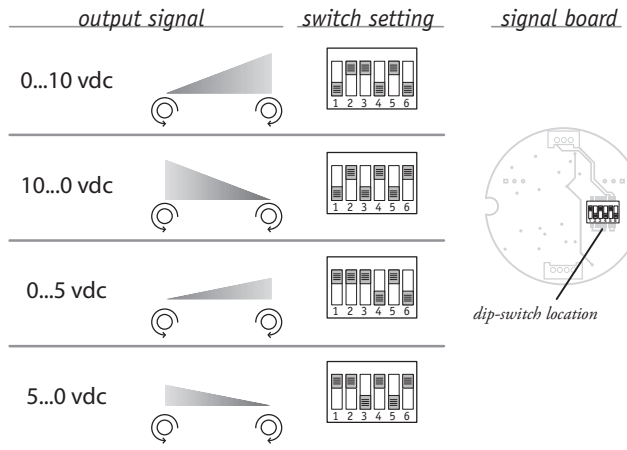 output signal switch setting signal board
0...10 vdc
1 2 3 4 5 6
10...0 vdc
1 2 3 4 5 6
0...5 vdc
1 2 3 4 5 6
dip-switch location
5...0 vdc
1 2 3 4 5 6